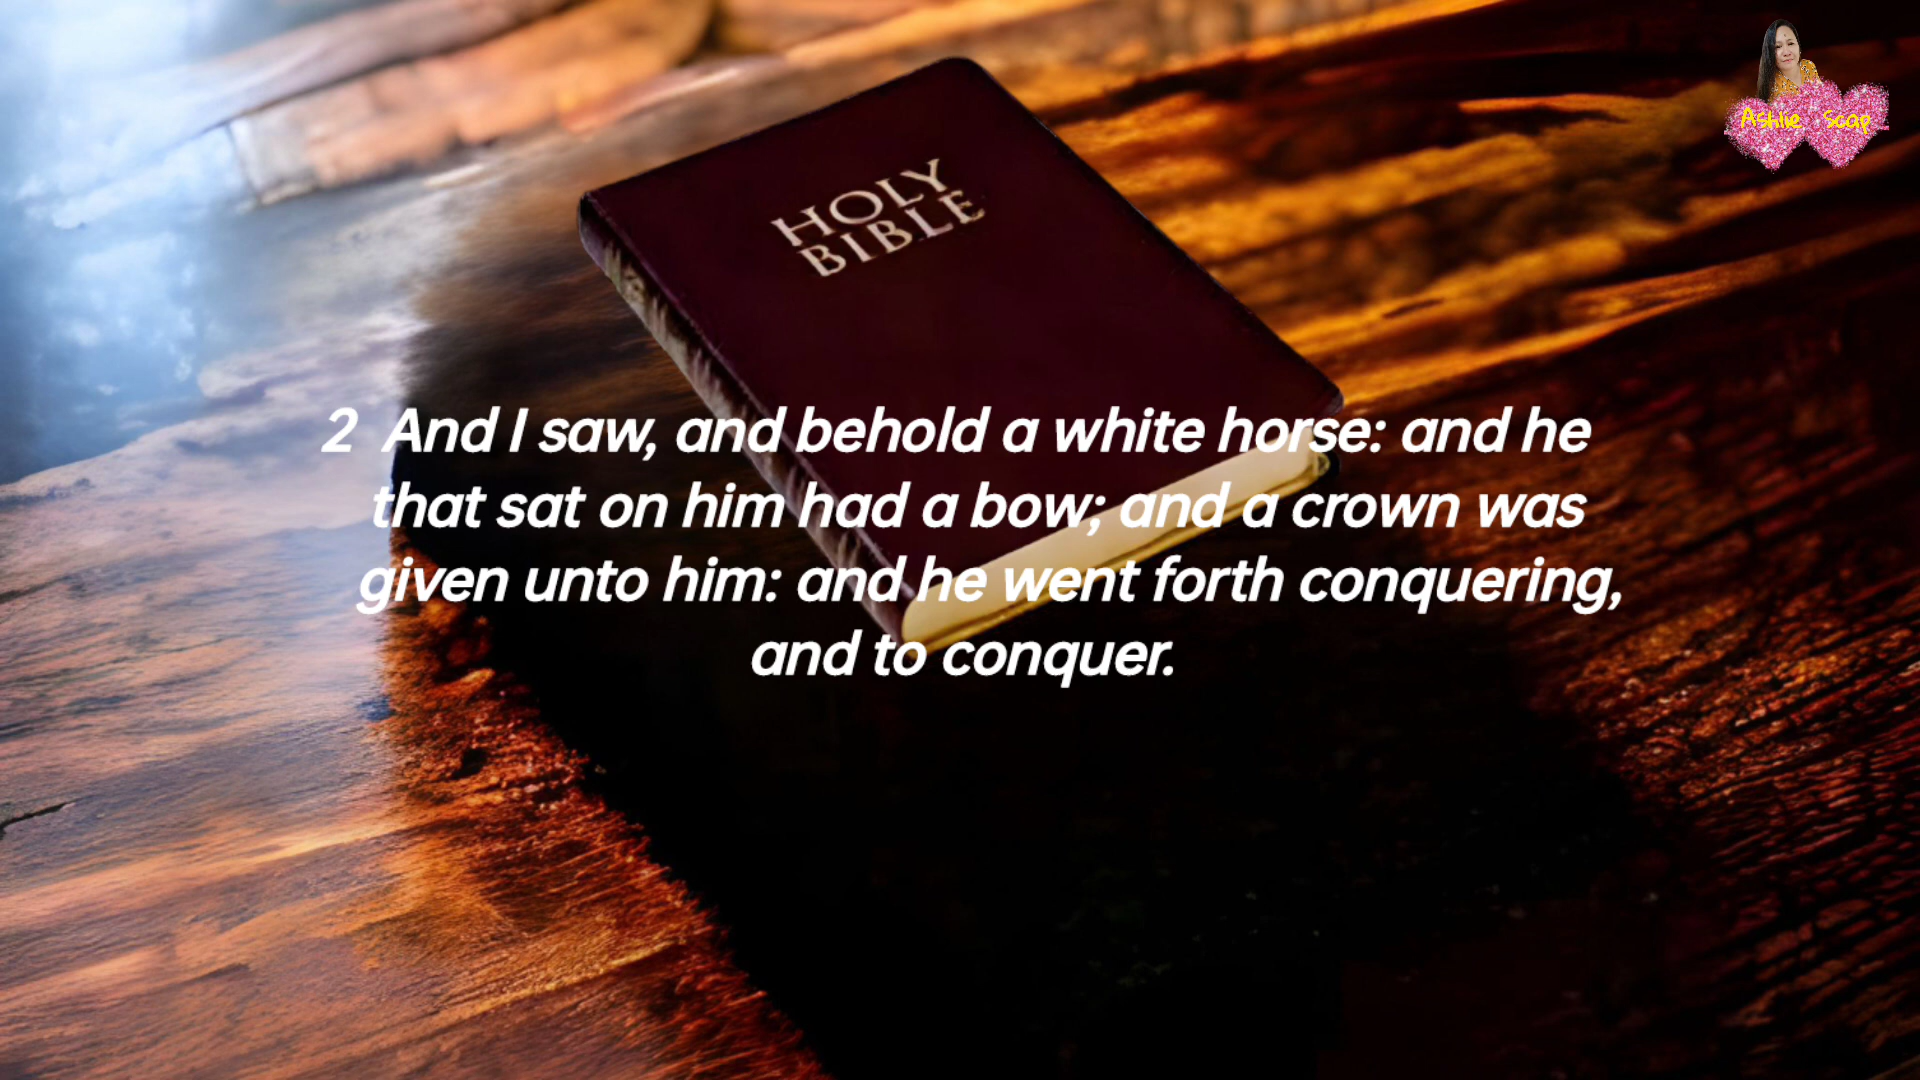 Ashlie Scap
HOLY
BIBLE
2 And I saw, and behold a white horse: and he
that sat on him had a bow; and a crown was
given unto him: and he went forth conquering,
and to conquer.